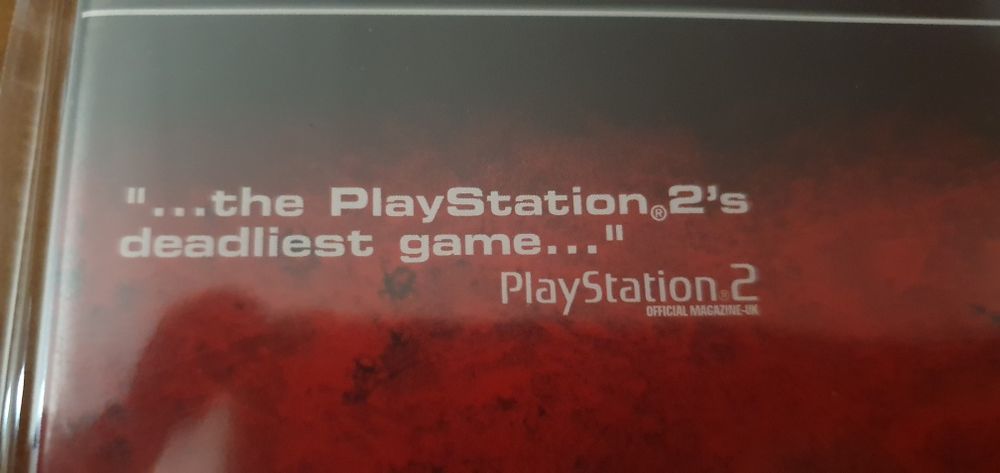 "...the PlayStation®2's
deadliest game..."
PlayStation®2
OFFICIAL MAGAZINE-UK